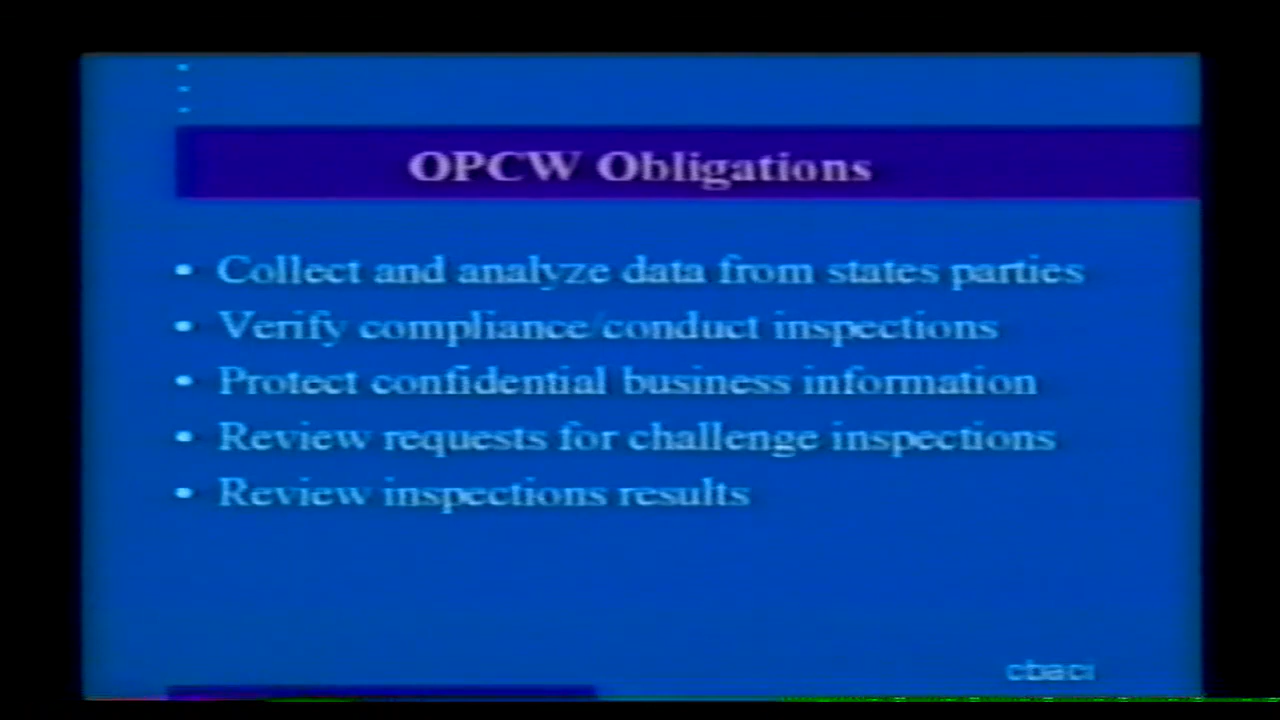 OPCW Obligations
• Collect and analyze data from states parties
• Verify compliance/conduct inspections
• Protect confidential business information
• Review requests for challenge inspections
• Review inspections results
cbaci